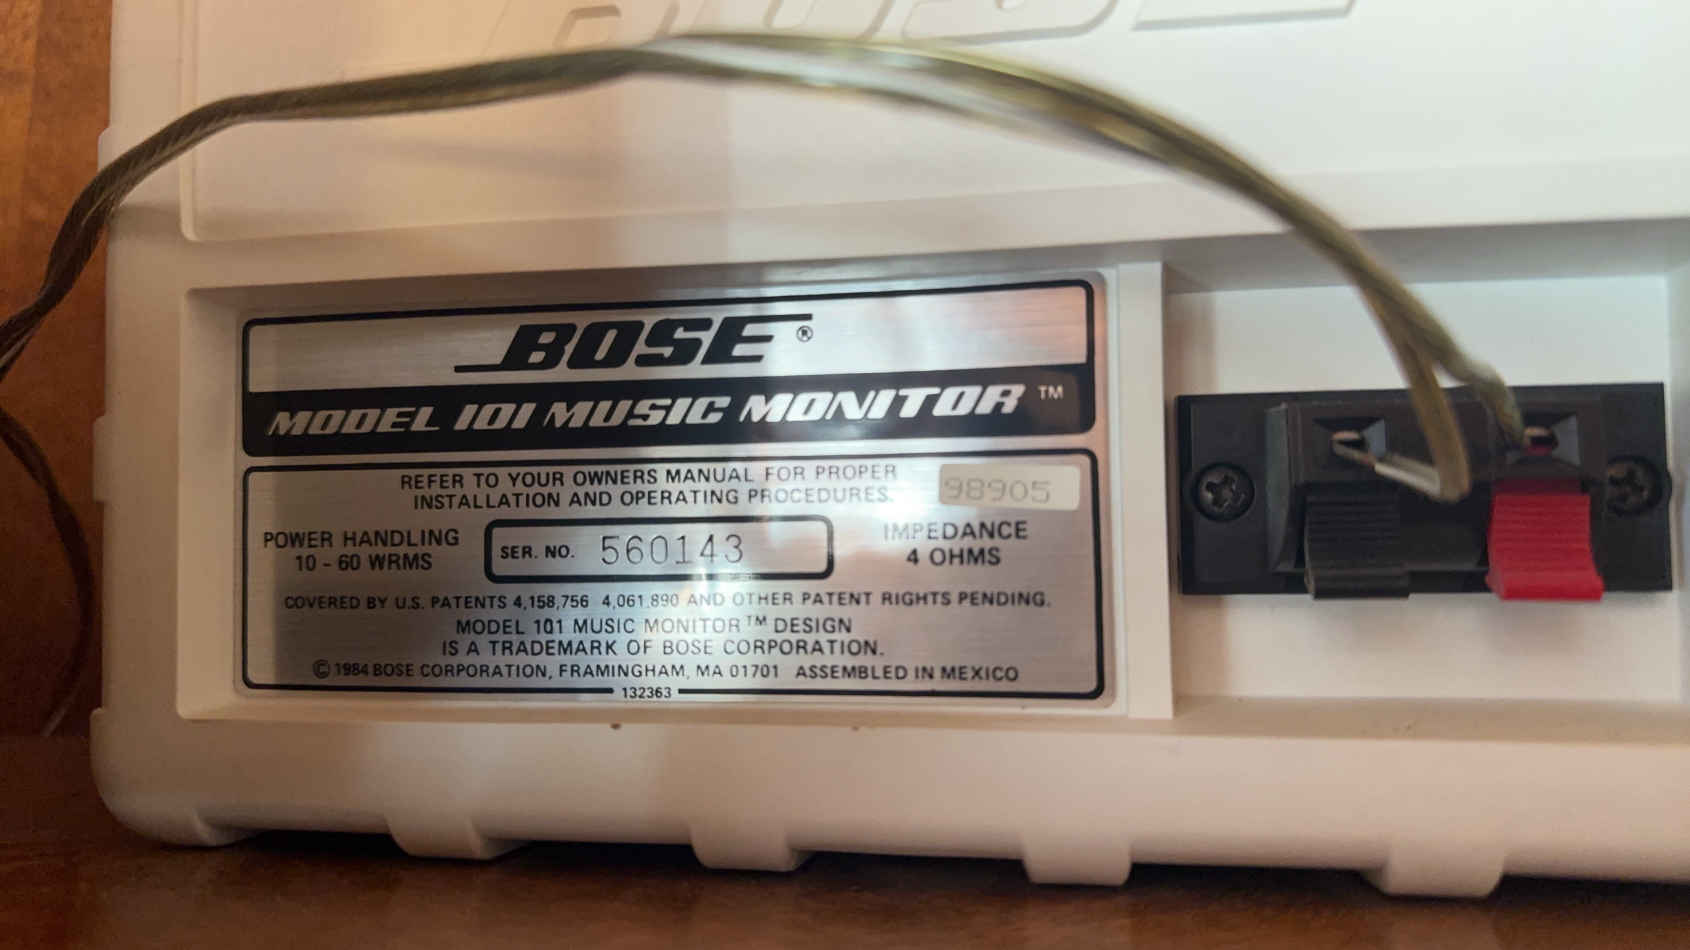 BOSE
BOSE®
MODEL 101 MUSIC MONITOR™
REFER TO YOUR OWNERS MANUAL FOR PROPER
INSTALLATION AND OPERATING PROCEDURES.
98905
POWER HANDLING
10 - 60 WRMS
SER. NO. 560143
IMPEDANCE
4 OHMS
COVERED BY U.S. PATENTS 4,158,756 4,061,890 AND OTHER PATENT RIGHTS PENDING.
MODEL 101 MUSIC MONITOR™ DESIGN
IS A TRADEMARK OF BOSE CORPORATION.
© 1984 BOSE CORPORATION, FRAMINGHAM, MA 01701 ASSEMBLED IN MEXICO
132363